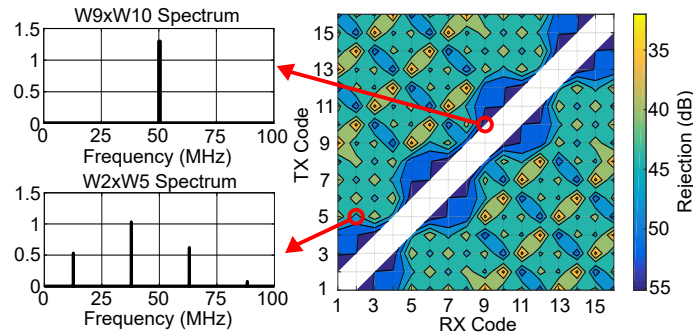 W9xW10 Spectrum
1.5
1
0.5
0
0 25 50 75 100
Frequency (MHz)
W2xW5 Spectrum
1.5
1
0.5
0
0 25 50 75 100
Frequency (MHz)
TX Code
15
13
11
9
7
5
3
1
1 3 5 7 9 11 13 15
RX Code
35
40
45
50
55
Rejection (dB)